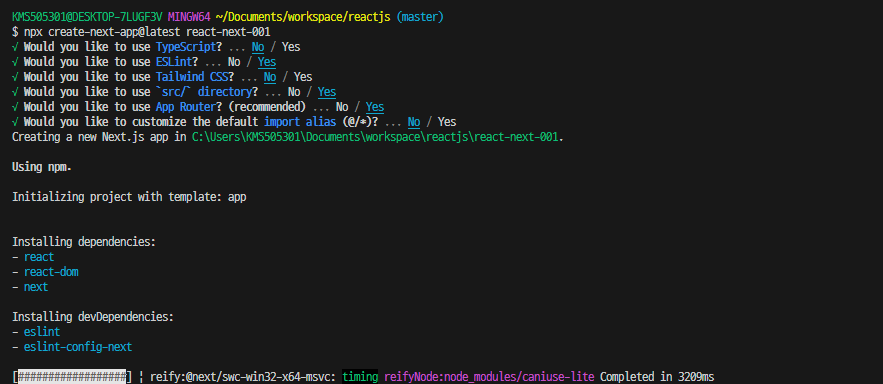 KMS505301@DESKTOP-7LUGF3V MINGW64 ~/Documents/workspace/reactjs (master)
$ npx create-next-app@latest react-next-001
√ Would you like to use TypeScript? ... No / Yes
√ Would you like to use ESLint? ... No / Yes
√ Would you like to use Tailwind CSS? ... No / Yes
√ Would you like to use `src/` directory? ... No / Yes
√ Would you like to use App Router? (recommended) ... No / Yes
√ Would you like to customize the default import alias (@/*)? ... No / Yes
Creating a new Next.js app in C:\Users\KMS505301\Documents\workspace\reactjs\react-next-001.
Using npm.
Initializing project with template: app
Installing dependencies:
- react
- react-dom
- next
Installing devDependencies:
- eslint
- eslint-config-next
[##################] ¦ reify:@next/swc-win32-x64-msvc: timing reifyNode:node_modules/caniuse-lite Completed in 3209ms